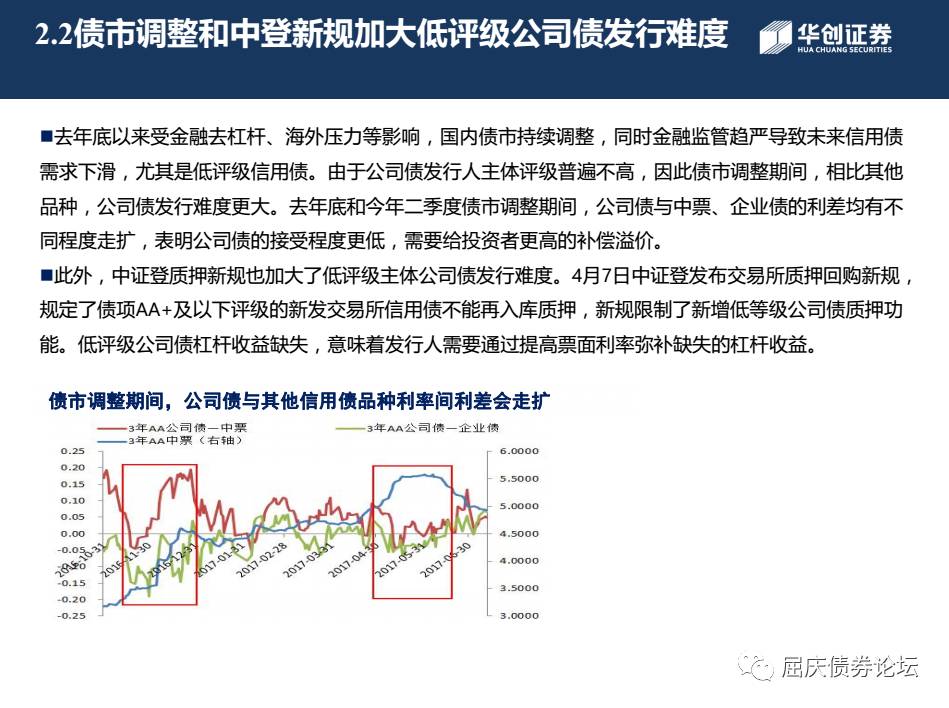 2.2债市调整和中登新规加大低评级公司债发行难度
华创证券
HUA CHUANG SECURITIES
■去年底以来受金融去杠杆、海外压力等影响，国内债市持续调整，同时金融监管趋严导致未来信用债
需求下滑，尤其是低评级信用债。由于公司债发行人主体评级普遍不高，因此债市调整期间，相比其他
品种，公司债发行难度更大。去年底和今年二季度债市调整期间，公司债与中票、企业债的利差均有不
同程度走扩，表明公司债的接受程度更低，需要给投资者更高的补偿溢价。
■此外，中证登质押新规也加大了低评级主体公司债发行难度。4月7日中证登发布交易所质押回购新规，
规定了债项AA+及以下评级的新发交易所信用债不能再入库质押，新规限制了新增低等级公司债质押功
能。低评级公司债杠杆收益缺失，意味着发行人需要通过提高票面利率弥补缺失的杠杆收益。
债市调整期间，公司债与其他信用债品种利率间利差会走扩
3年AA公司债—中票
3年AA公司债—企业债
3年AA中票（右轴）
0.25
0.20
0.15
0.10
0.05
0.00
-0.05
-0.10
-0.15
-0.20
-0.25
6.0000
5.5000
5.0000
4.5000
4.0000
3.5000
3.0000
2016-10-31
2016-11-30
2016-12-31
2017-01-31
2017-02-28
2017-03-31
2017-04-30
2017-05-31
2017-06-30
屈庆债券论坛